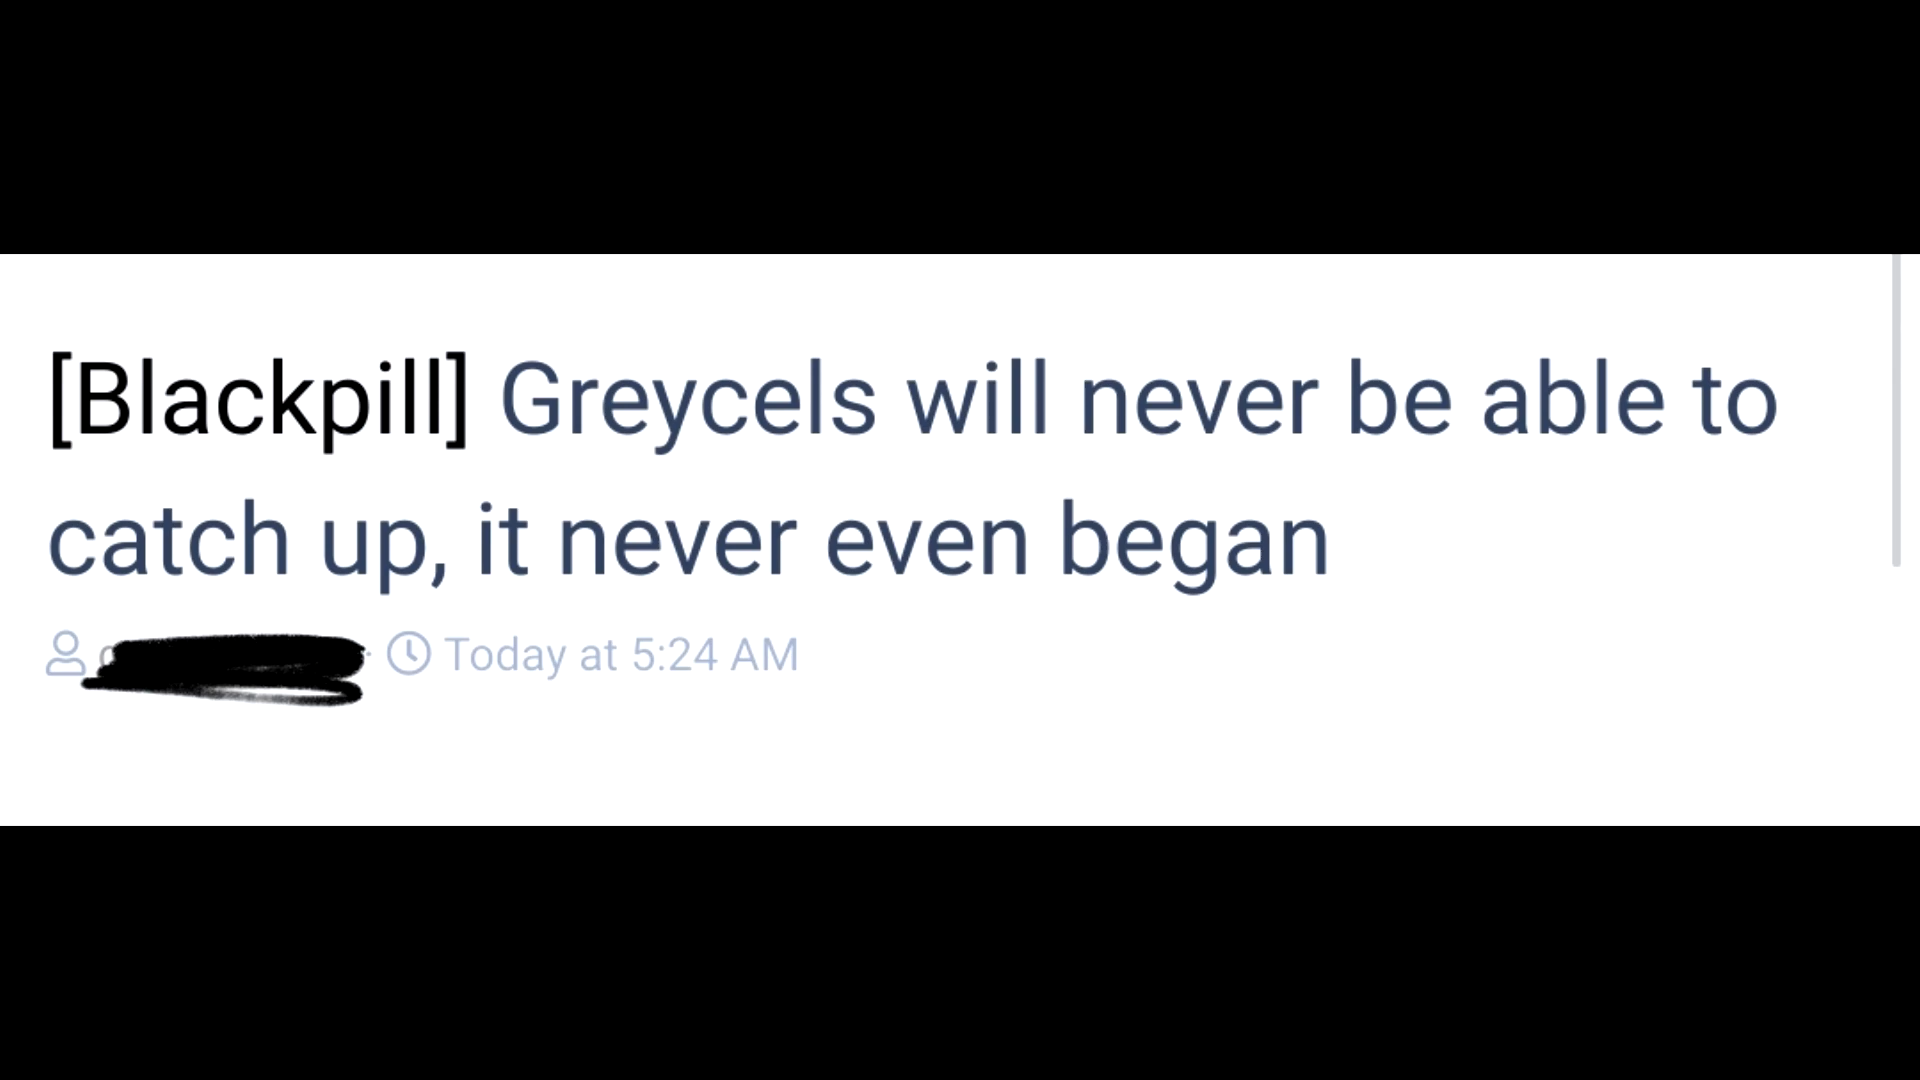 [Blackpill] Greycels will never be able to
catch up, it never even began
Today at 5:24 AM